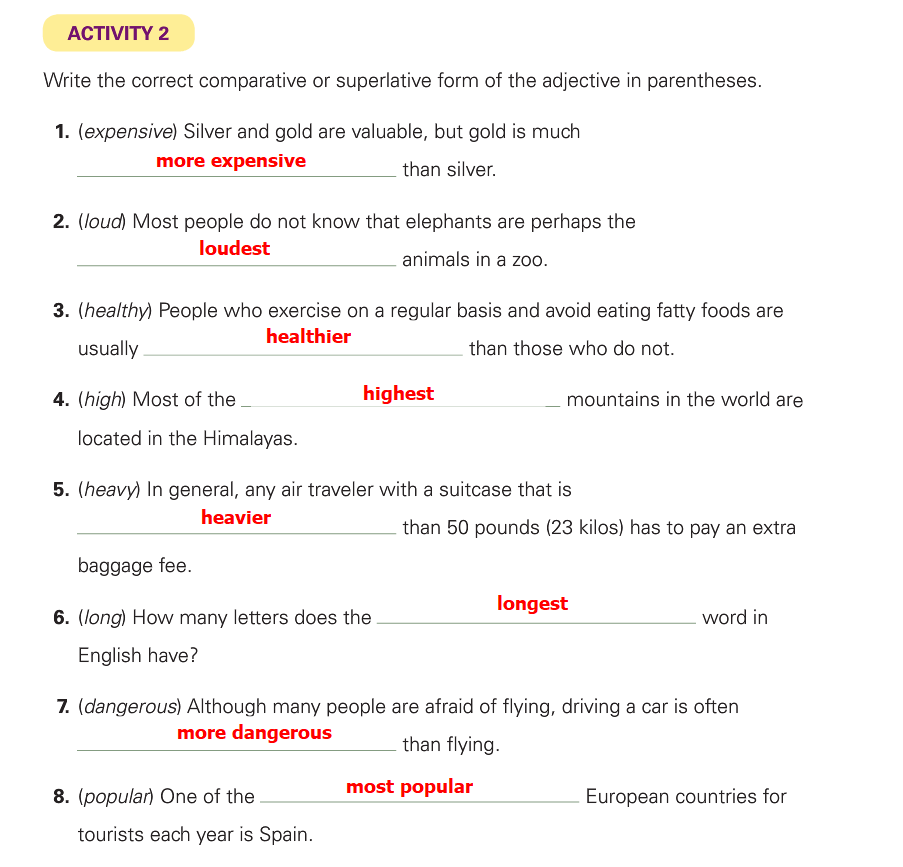 ACTIVITY 2
Write the correct comparative or superlative form of the adjective in parentheses.
1. (expensive) Silver and gold are valuable, but gold is much
more expensive than silver.
2. (loud) Most people do not know that elephants are perhaps the
loudest animals in a zoo.
3. (healthy) People who exercise on a regular basis and avoid eating fatty foods are
usually healthier than those who do not.
4. (high) Most of the highest mountains in the world are
located in the Himalayas.
5. (heavy) In general, any air traveler with a suitcase that is
heavier than 50 pounds (23 kilos) has to pay an extra
baggage fee.
6. (long) How many letters does the longest word in
English have?
7. (dangerous) Although many people are afraid of flying, driving a car is often
more dangerous than flying.
8. (popular) One of the most popular European countries for
tourists each year is Spain.